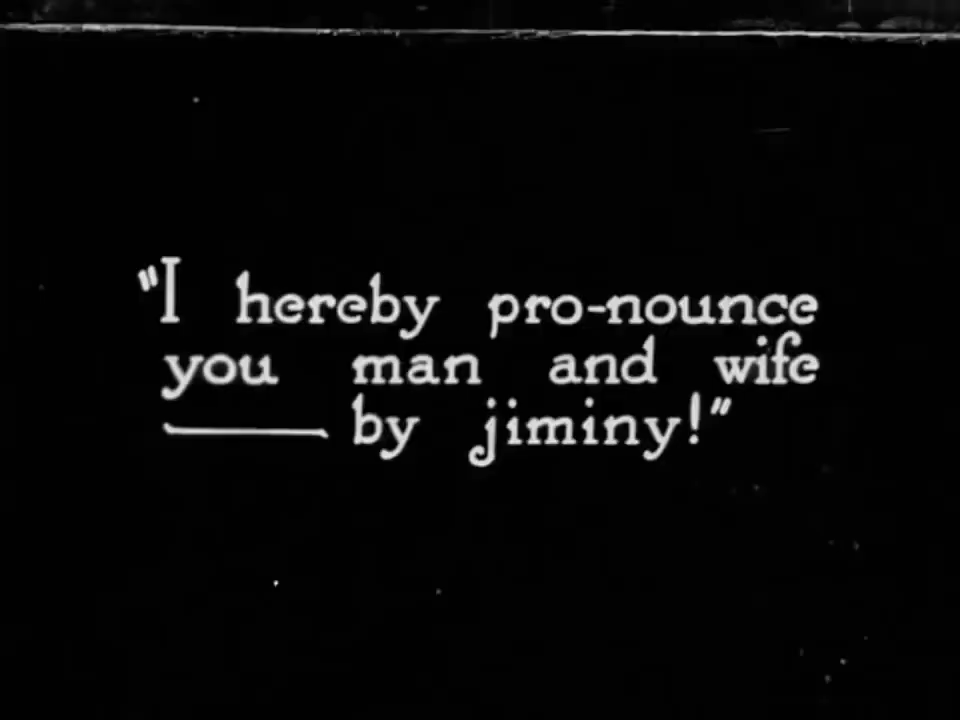 "I hereby pro-nounce
you man and wife
—— by jiminy!"